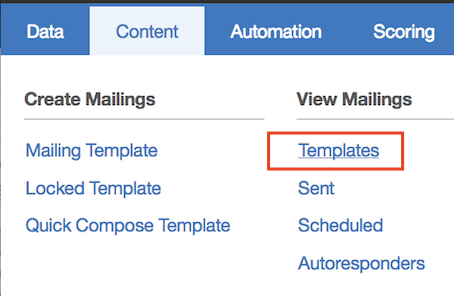 Data Content Automation Scoring
Create Mailings
Mailing Template
Locked Template
Quick Compose Template
View Mailings
Templates
Sent
Scheduled
Autoresponders